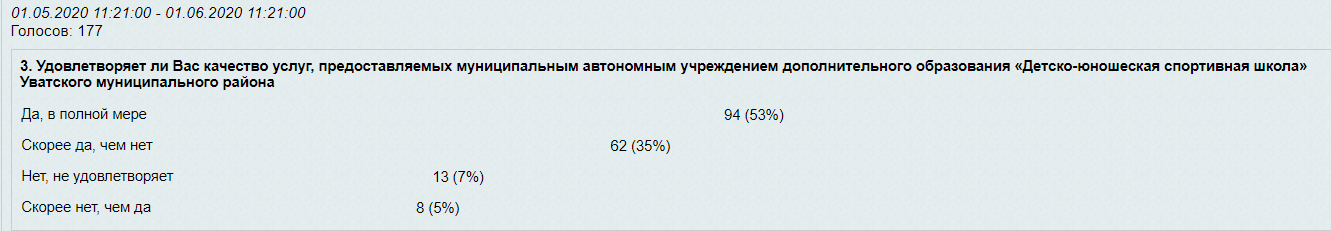 01.05.2020 11:21:00 - 01.06.2020 11:21:00
Голосов: 177
3. Удовлетворяет ли Вас качество услуг, предоставляемых муниципальным автономным учреждением дополнительного образования «Детско-юношеская спортивная школа»
Уватского муниципального района
Да, в полной мере 94 (53%)
Скорее да, чем нет 62 (35%)
Нет, не удовлетворяет 13 (7%)
Скорее нет, чем да 8 (5%)